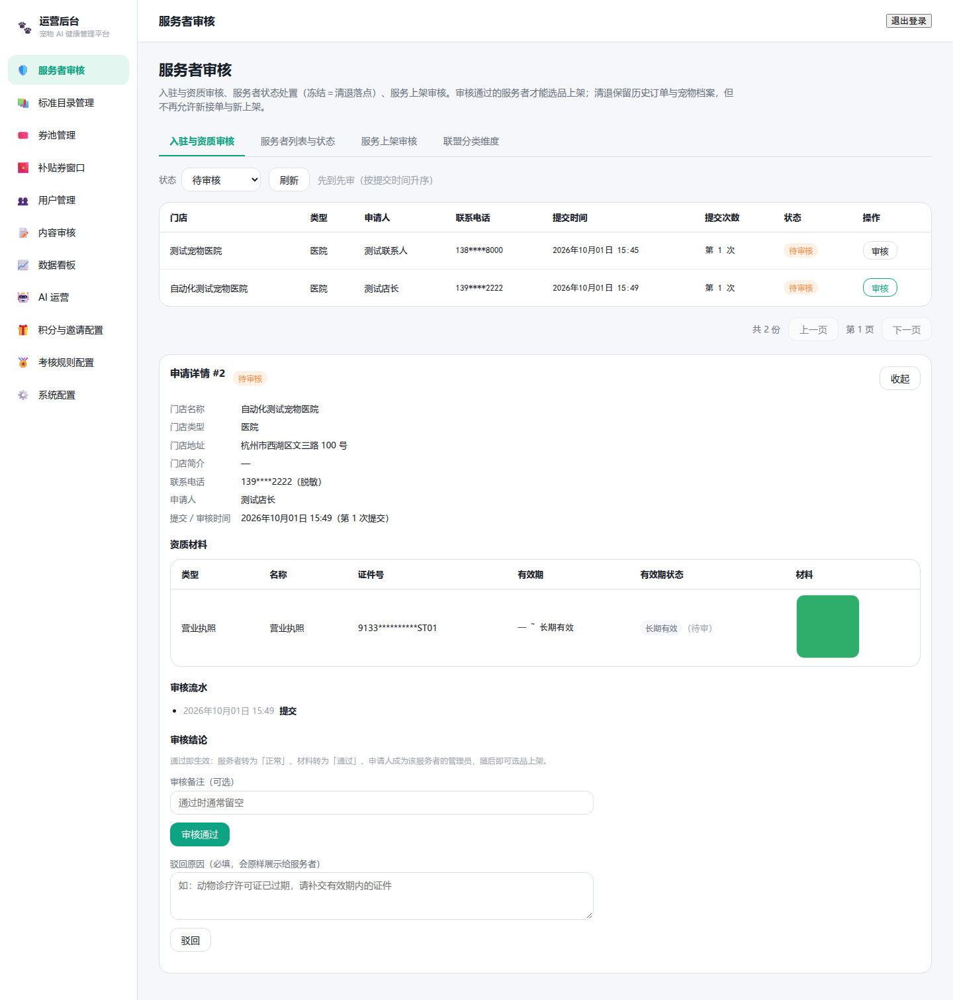 运营后台
宠物 AI 健康管理平台
服务者审核
标准目录管理
券池管理
补贴券窗口
用户管理
内容审核
数据看板
AI 运营
积分与邀请配置
考核规则配置
系统配置
服务者审核
退出登录
服务者审核
入驻与资质审核、服务者状态处置（冻结 = 清退落点）、服务上架审核。审核通过的服务者才能选品上架；清退保留历史订单与宠物档案，但
不再允许新接单与新上架。
入驻与资质审核 服务者列表与状态 服务上架审核 联盟分类维度
状态 待审核 刷新 先到先审（按提交时间升序）
门店 类型 申请人 联系电话 提交时间 提交次数 状态 操作
测试宠物医院 医院 测试联系人 138****8000 2026年10月01日 15:45 第 1 次 待审核 审核
自动化测试宠物医院 医院 测试店长 139****2222 2026年10月01日 15:49 第 1 次 待审核 审核
共 2 份 上一页 第 1 页 下一页
申请详情 #2 待审核 收起
门店名称 自动化测试宠物医院
门店类型 医院
门店地址 杭州市西湖区文三路 100 号
门店简介 —
联系电话 139****2222（脱敏）
申请人 测试店长
提交 / 审核时间 2026年10月01日 15:49（第 1 次提交）
资质材料
类型 名称 证件号 有效期 有效期状态 材料
营业执照 营业执照 9133**********ST01 — ~ 长期有效 长期有效（待审）
审核流水
• 2026年10月01日 15:49 提交
审核结论
通过即生效：服务者转为「正常」、材料转为「通过」、申请人成为该服务者的管理员，随后即可选品上架。
审核备注（可选）
通过时通常留空
审核通过
驳回原因（必填，会原样展示给服务者）
如：动物诊疗许可证已过期，请补交有效期内的证件
驳回